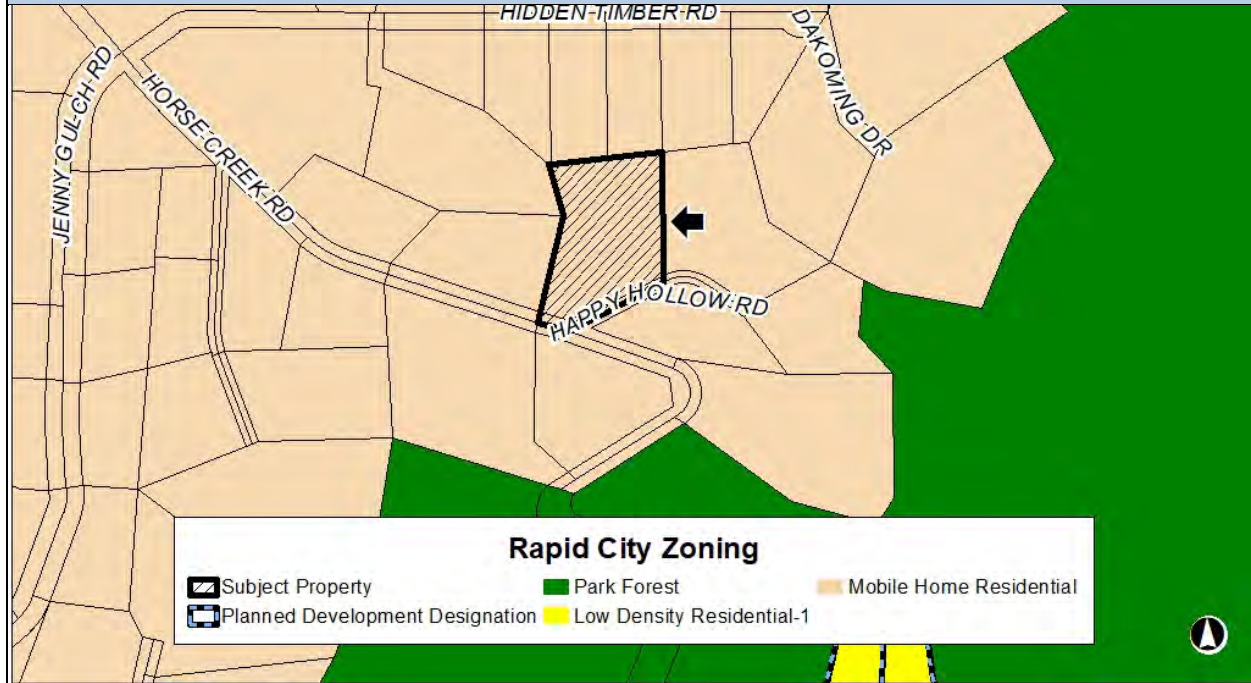 HIDDEN TIMBER RD
DAKOMING DR
JENNY GULCH RD
HORSE CREEK RD
HAPPY HOLLOW RD
Rapid City Zoning
Subject Property
Park Forest
Mobile Home Residential
Planned Development Designation
Low Density Residential-1